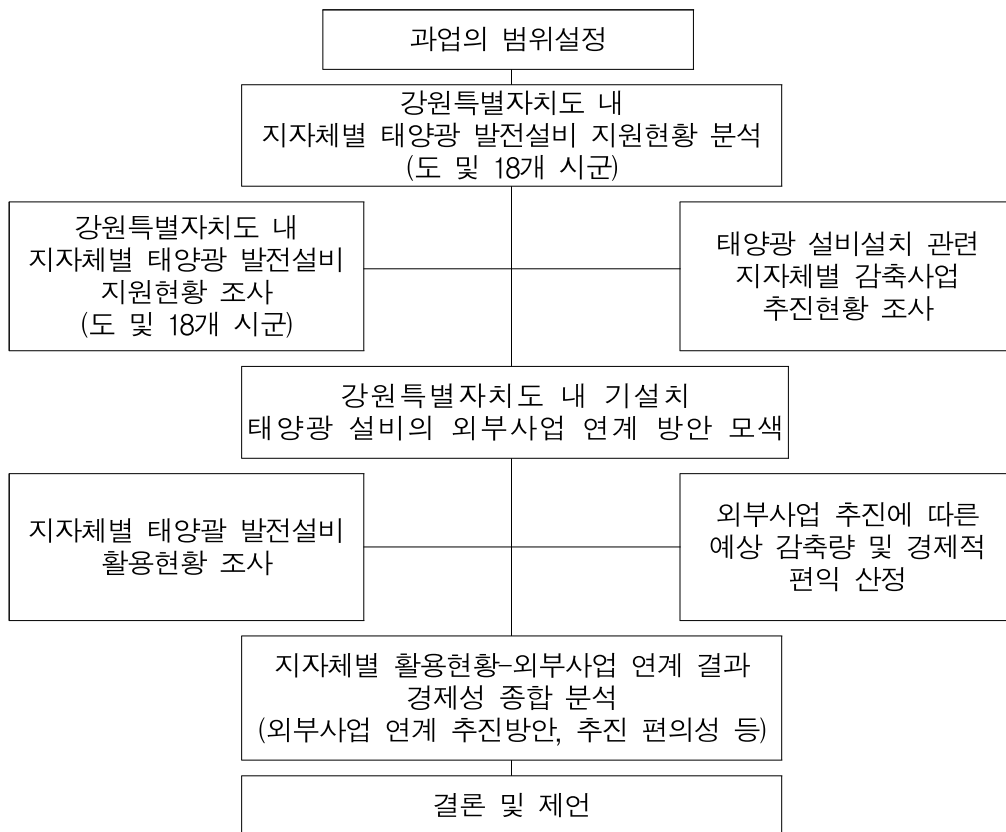 과업의 범위설정
강원특별자치도 내
지자체별 태양광 발전설비 지원현황 분석
(도 및 18개 시군)
강원특별자치도 내
지자체별 태양광 발전설비
지원현황 조사
(도 및 18개 시군)
태양광 설비설치 관련
지자체별 감축사업
추진현황 조사
강원특별자치도 내 기설치
태양광 설비의 외부사업 연계 방안 모색
지자체별 태양괄 발전설비
활용현황 조사
외부사업 추진에 따른
예상 감축량 및 경제적
편익 산정
지자체별 활용현황-외부사업 연계 결과
경제성 종합 분석
(외부사업 연계 추진방안, 추진 편의성 등)
결론 및 제언